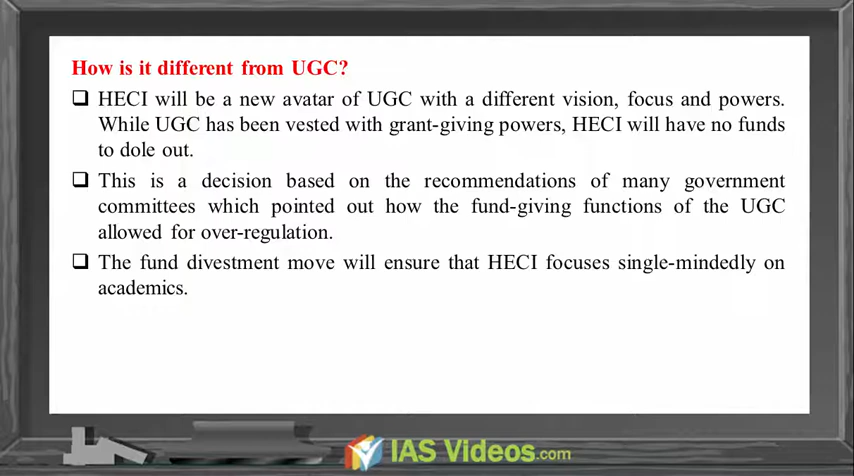 How is it different from UGC?
❑ HECI will be a new avatar of UGC with a different vision, focus and powers.
While UGC has been vested with grant-giving powers, HECI will have no funds
to dole out.
❑ This is a decision based on the recommendations of many government
committees which pointed out how the fund-giving functions of the UGC
allowed for over-regulation.
❑ The fund divestment move will ensure that HECI focuses single-mindedly on
academics.
IAS Videos.com